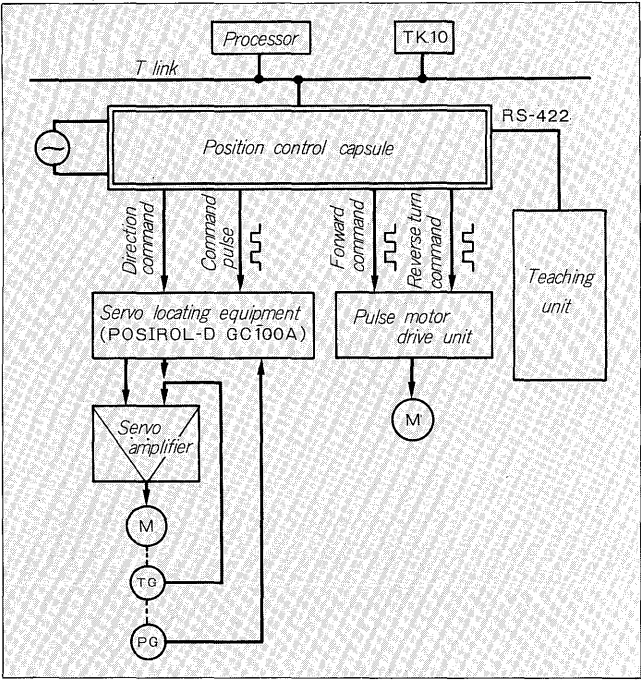 Processor
TK10
T link
RS-422
Position control capsule
Direction
command
Command
pulse
Forward
command
Reverse turn
command
Teaching
unit
Servo locating equipment
(POSIROL-D GC100A)
Pulse motor
drive unit
Servo
amplifier
M
M
TG
PG